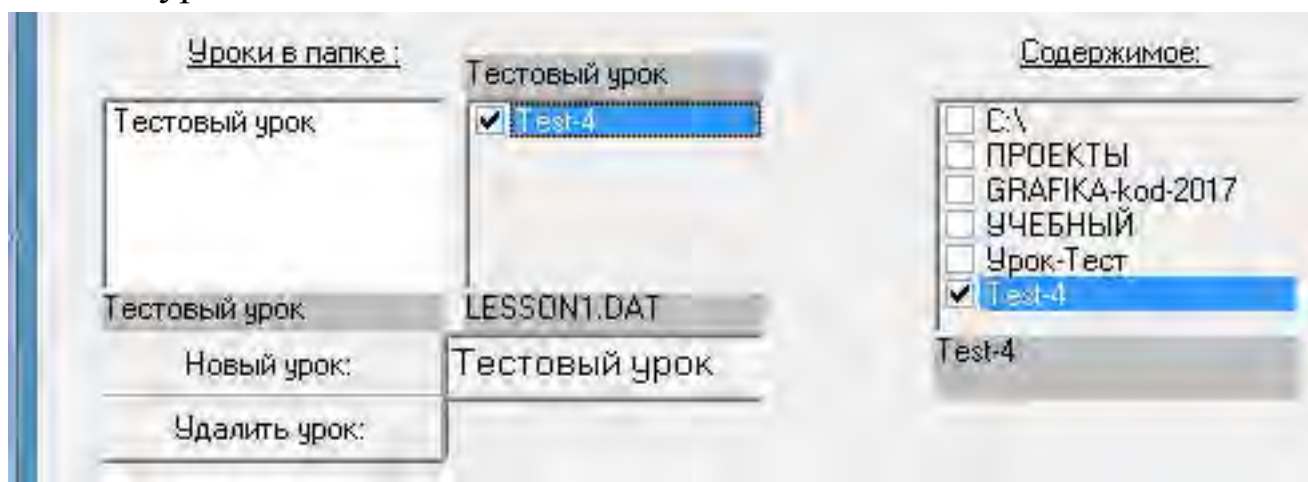 Уроки в папке :
Тестовый урок
Тестовый урок
Тестовый урок
Test-4
LESSON1.DAT
Новый урок:
Тестовый урок
Удалить урок:
Содержимое:
C:\
ПРОЕКТЫ
GRAFIKA-kod-2017
УЧЕБНЫЙ
Урок-Тест
Test-4
Test-4